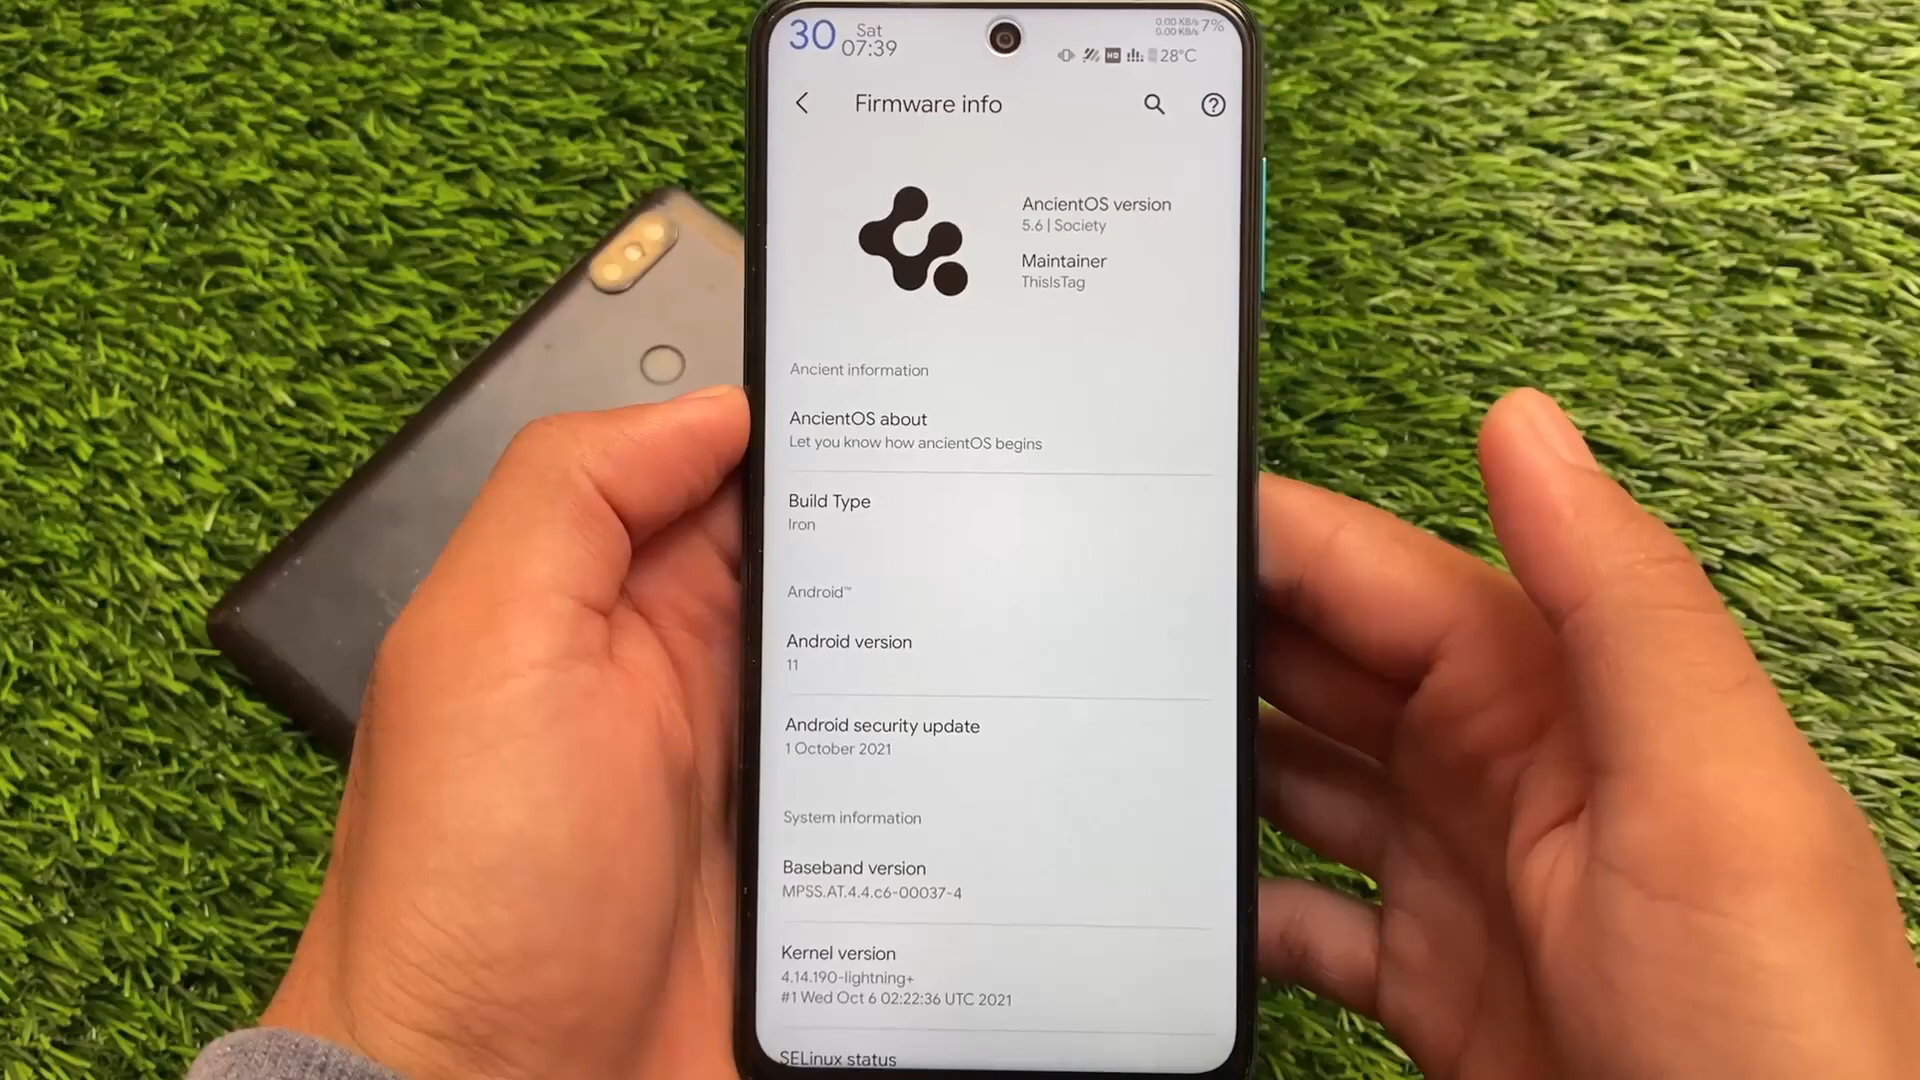 30 Sat
07:39
0.00 KB/s
0.00 KB/s
7%
HD
28°C
Firmware info
AncientOS version
5.6 | Society
Maintainer
ThisIsTag
Ancient information
AncientOS about
Let you know how ancientOS begins
Build Type
Iron
Android™
Android version
11
Android security update
1 October 2021
System information
Baseband version
MPSS.AT.4.4.c6-00037-4
Kernel version
4.14.190-lightning+
#1 Wed Oct 6 02:22:36 UTC 2021
SELinux status